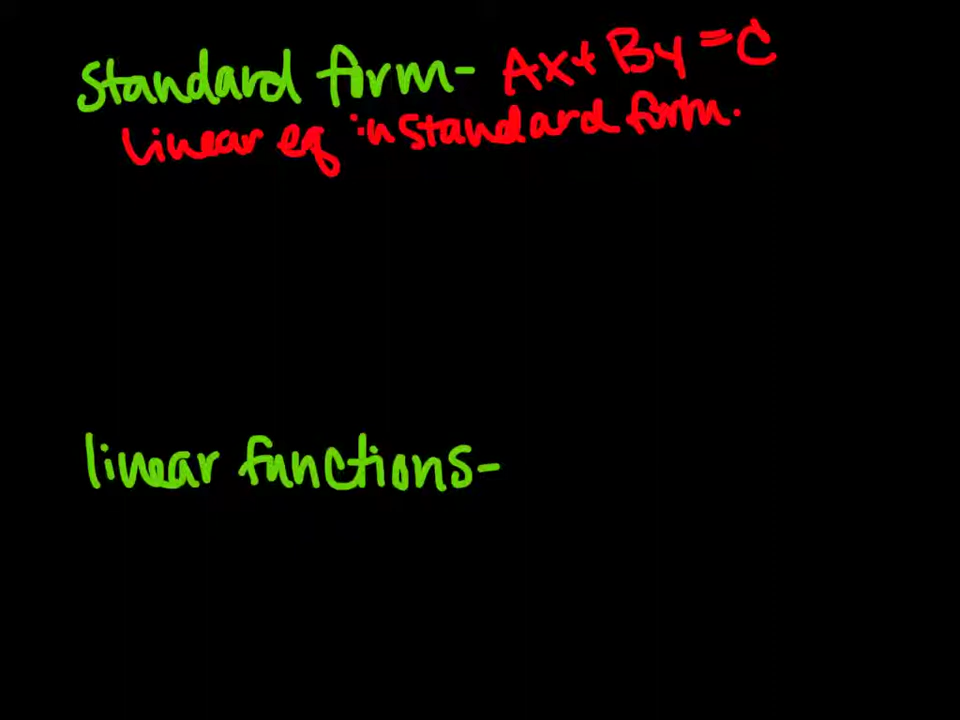 standard form- Ax+ By =C
linear eq in standard form.
linear functions-